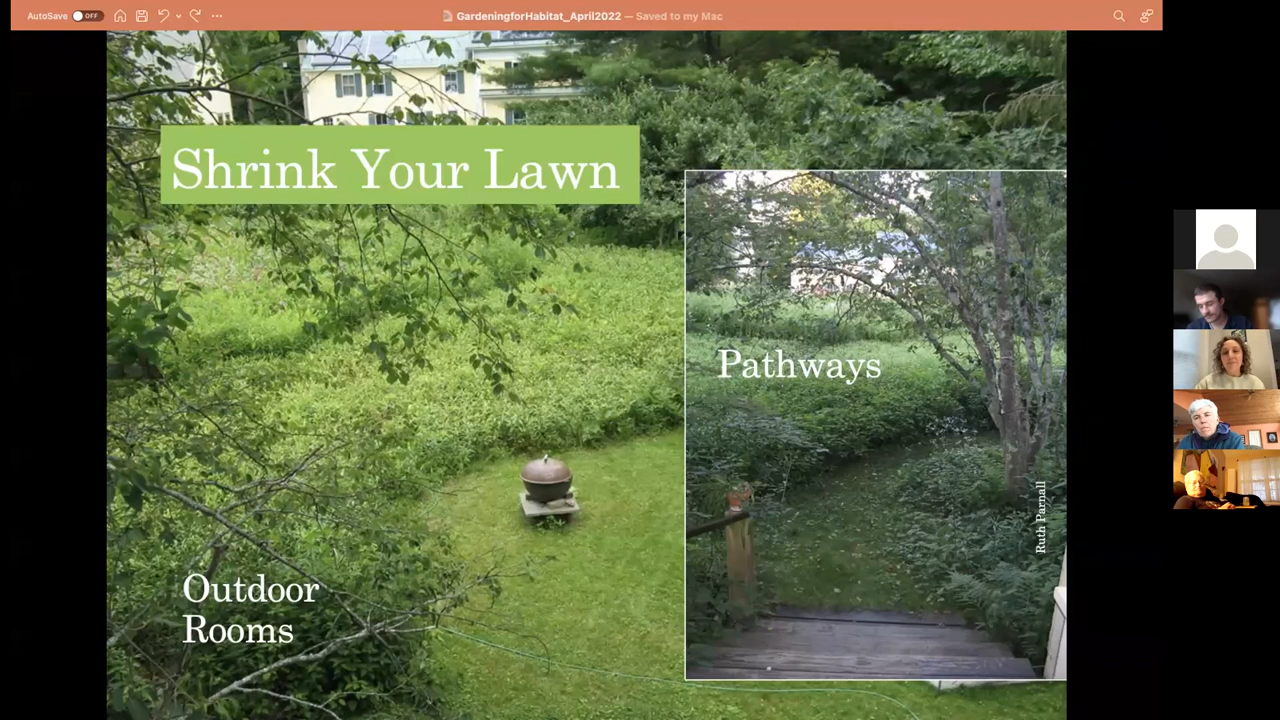 AutoSave OFF
GardeningforHabitat_April2022 — Saved to my Mac
Shrink Your Lawn
Pathways
Ruth Parnall
Outdoor
Rooms